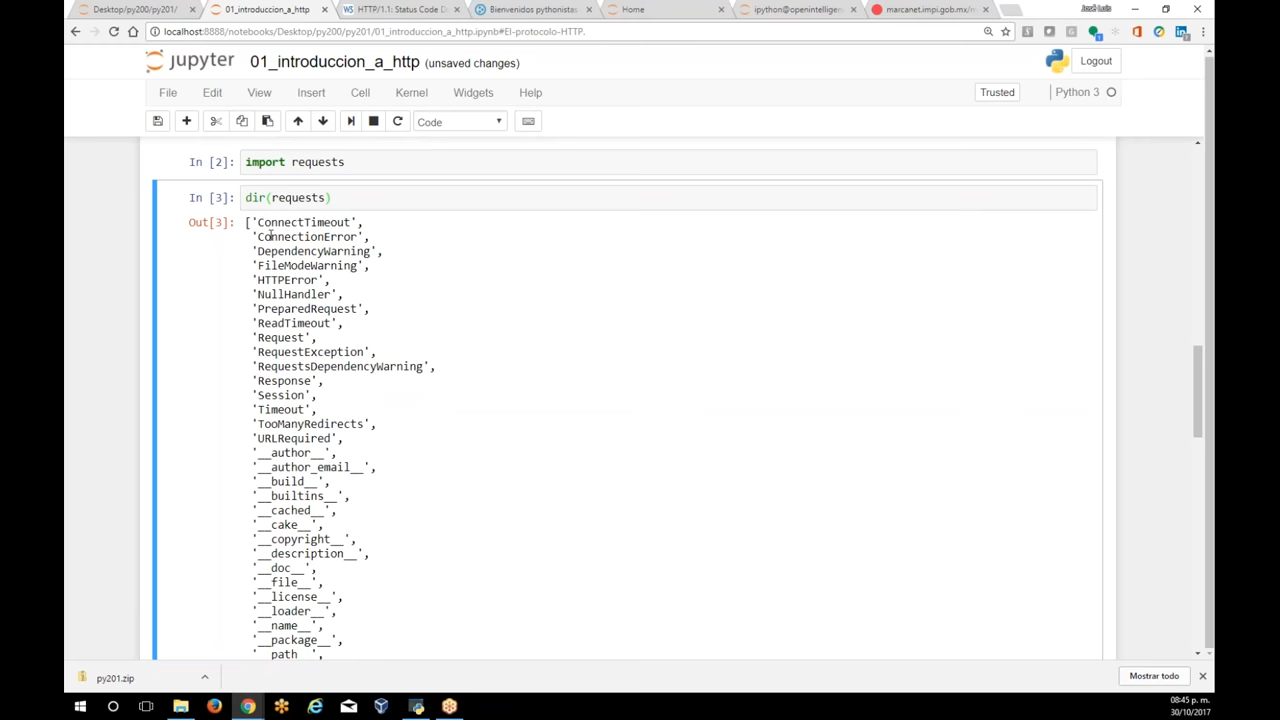 Desktop/py200/py201/
01_introduccion_a_http
HTTP/1.1: Status Code D
Bienvenidos pythonistas
Home
ipython@openintelligen
marcanet.impi.gob.mx/m
José Luis
localhost:8888/notebooks/Desktop/py200/py201/01_introduccion_a_http.ipynb#El-protocolo-HTTP.
jupyter 01_introduccion_a_http (unsaved changes)
Logout
File Edit View Insert Cell Kernel Widgets Help
Trusted
Python 3
Code
In [2]: import requests
In [3]: dir(requests)
Out[3]: ['ConnectTimeout',
'ConnectionError',
'DependencyWarning',
'FileModeWarning',
'HTTPError',
'NullHandler',
'PreparedRequest',
'ReadTimeout',
'Request',
'RequestException',
'RequestsDependencyWarning',
'Response',
'Session',
'Timeout',
'TooManyRedirects',
'URLRequired',
'__author__',
'__author_email__',
'__build__',
'__builtins__',
'__cached__',
'__cake__',
'__copyright__',
'__description__',
'__doc__',
'__file__',
'__license__',
'__loader__',
'__name__',
'__package__',
'__path__',
py201.zip
Mostrar todo
08:45 p. m.
30/10/2017